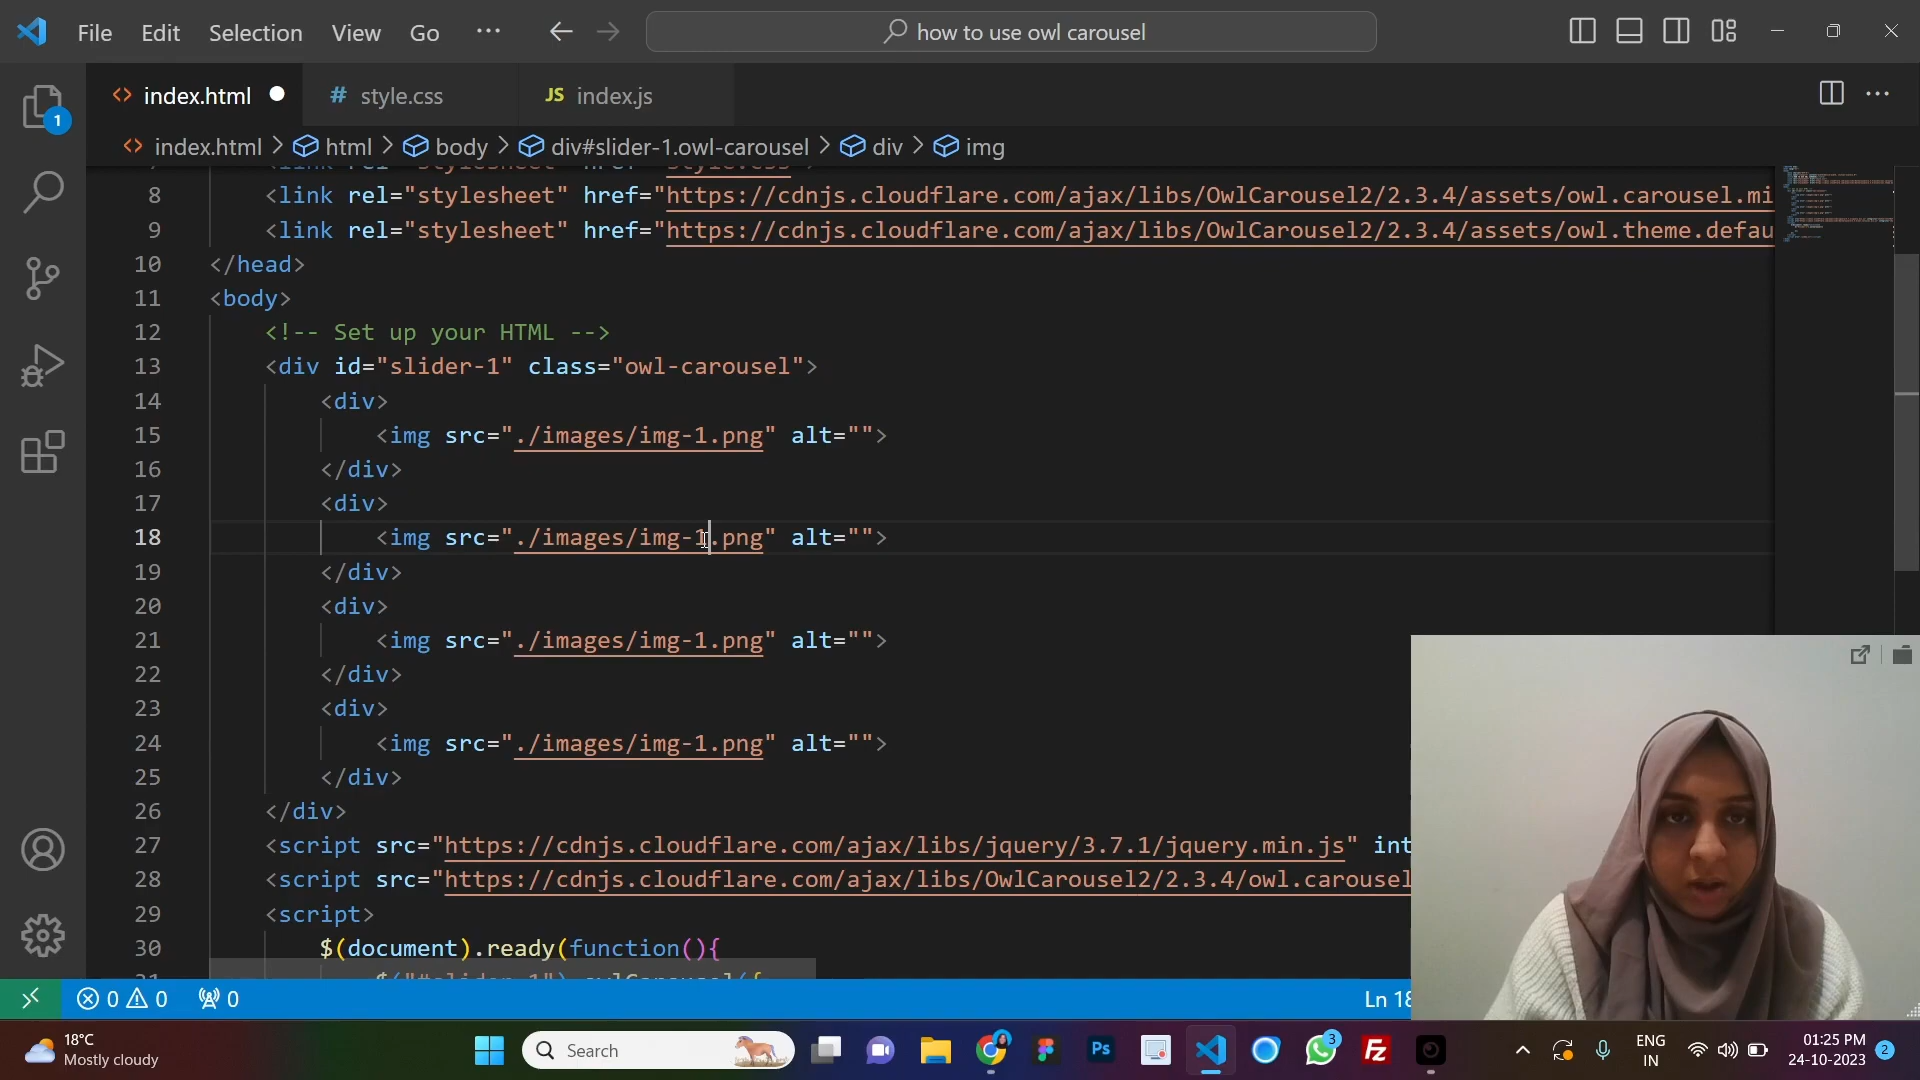 File Edit Selection View Go ··· how to use owl carousel
index.html style.css JS index.js
1
index.html > html > body > div#slider-1.owl-carousel > div > img
8 <link rel="stylesheet" href="https://cdnjs.cloudflare.com/ajax/libs/OwlCarousel2/2.3.4/assets/owl.carousel.mi
9 <link rel="stylesheet" href="https://cdnjs.cloudflare.com/ajax/libs/OwlCarousel2/2.3.4/assets/owl.theme.defau
10 </head>
11 <body>
12 <!-- Set up your HTML -->
13 <div id="slider-1" class="owl-carousel">
14 <div>
15 <img src="./images/img-1.png" alt="">
16 </div>
17 <div>
18 <img src="./images/img-1.png" alt="">
19 </div>
20 <div>
21 <img src="./images/img-1.png" alt="">
22 </div>
23 <div>
24 <img src="./images/img-1.png" alt="">
25 </div>
26 </div>
27 <script src="https://cdnjs.cloudflare.com/ajax/libs/jquery/3.7.1/jquery.min.js" int
28 <script src="https://cdnjs.cloudflare.com/ajax/libs/OwlCarousel2/2.3.4/owl.carousel
29 <script>
30 $(document).ready(function(){
0 0 0 Ln 18
18°C
Mostly cloudy
Search
Ps
3
Fz
ENG
IN
01:25 PM
24-10-2023
2